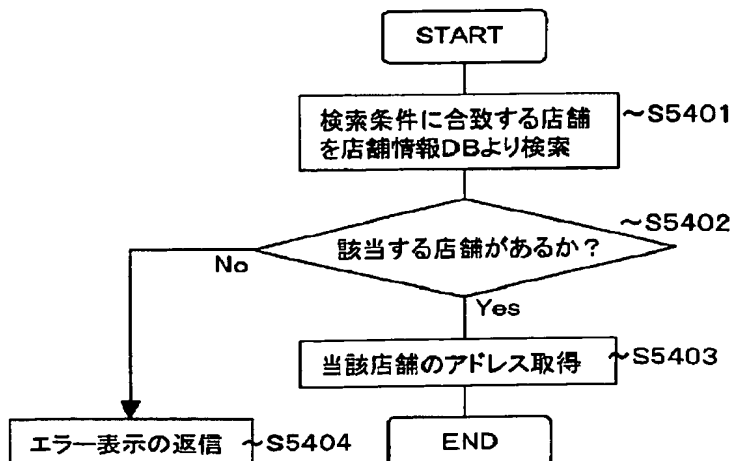 START
検索条件に合致する店舗
を店舗情報DBより検索
~S5401
~S5402
該当する店舗があるか？
No
Yes
当該店舗のアドレス取得
~S5403
エラー表示の返信
~S5404
END